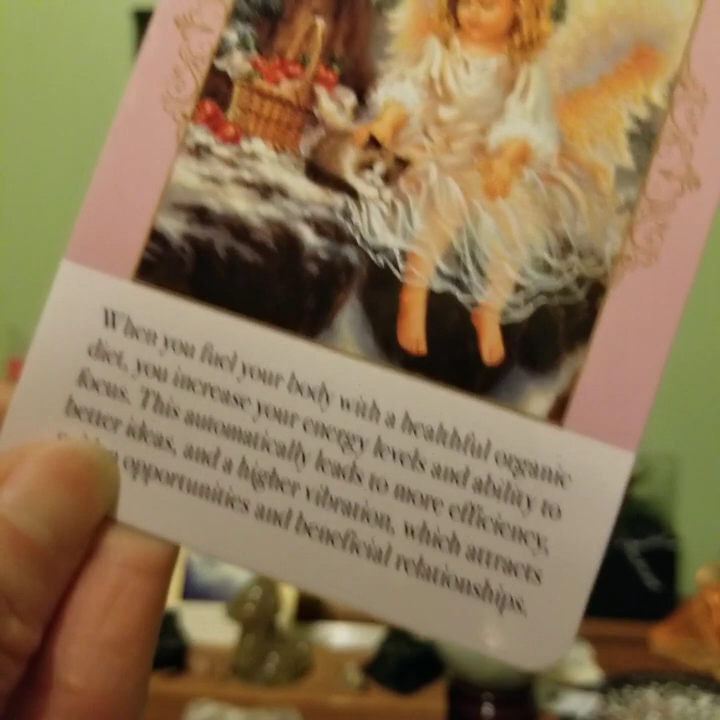 When you fuel your body with a healthful organic
diet, you increase your energy levels and ability to
focus. This automatically leads to more efficiency,
better ideas, and a higher vibration, which attracts
opportunities and beneficial relationships.